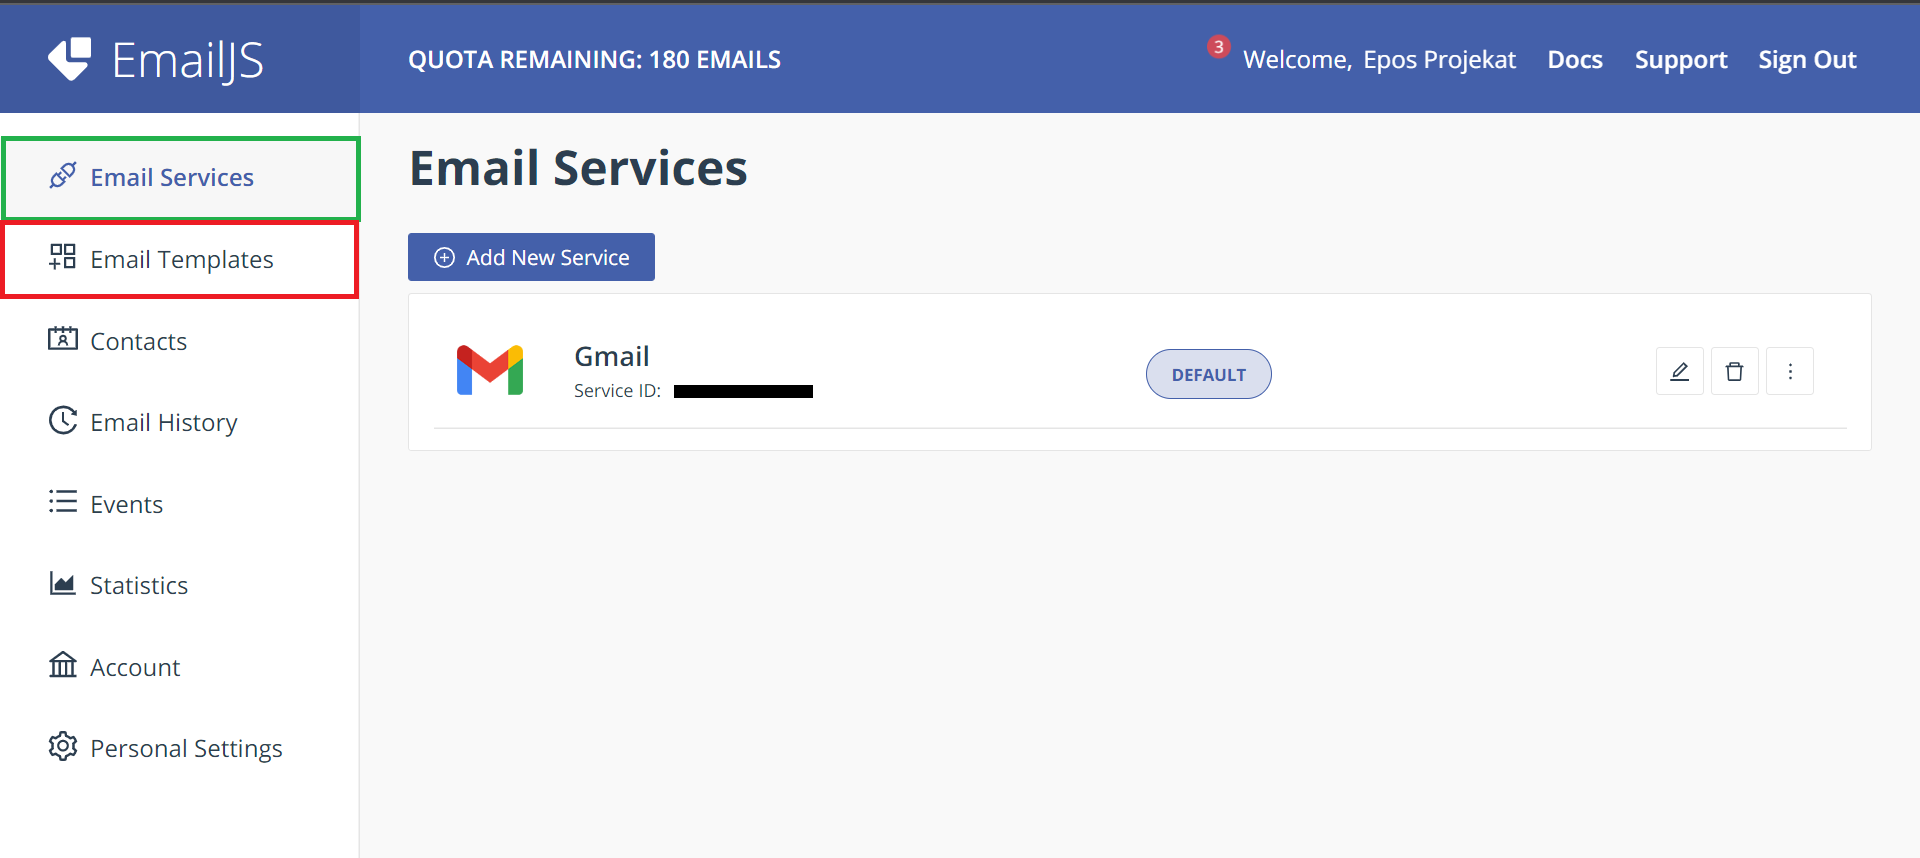 EmailJS
QUOTA REMAINING: 180 EMAILS
3
Welcome, Epos Projekat
Docs
Support
Sign Out
Email Services
Email Templates
Contacts
Email History
Events
Statistics
Account
Personal Settings
Email Services
Add New Service
Gmail
Service ID:
DEFAULT